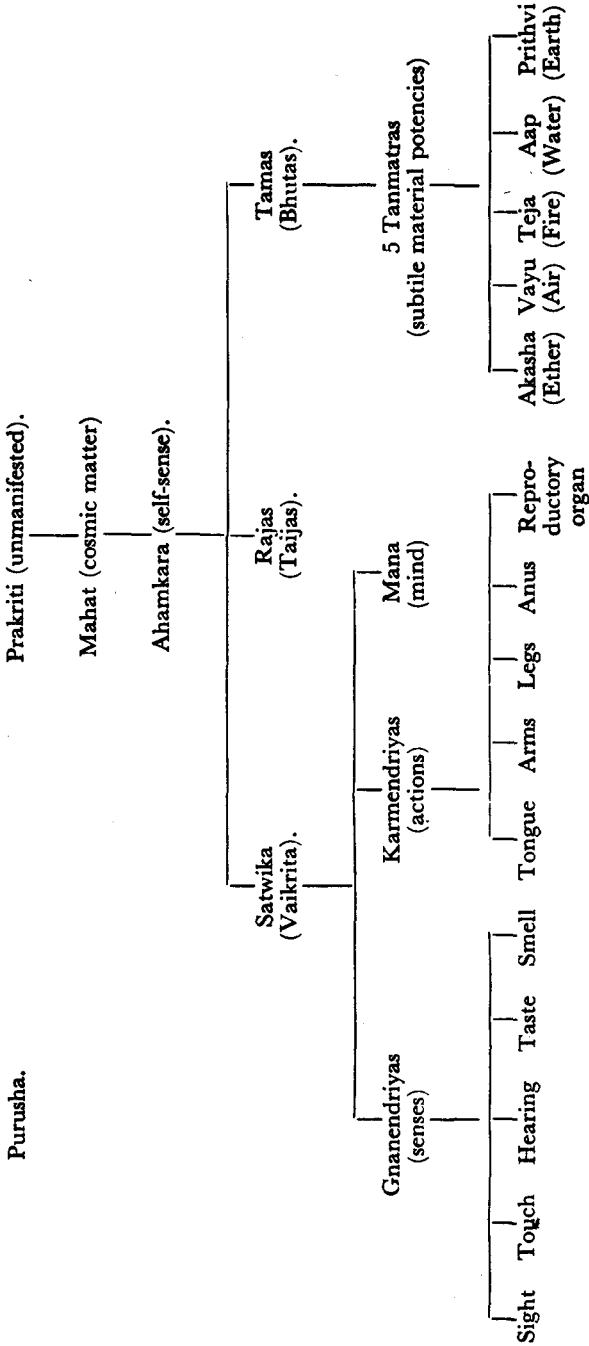 Purusha.
Prakriti (unmanifested).
Mahat (cosmic matter)
Ahamkara (self-sense).
Satwika
(Vaikrita).
Rajas
(Taijas).
Tamas
(Bhutas).
Gnanendriyas
(senses)
Karmendriyas
(actions)
Mana
(mind)
5 Tanmatras
(subtile material potencies)
Sight Touch Hearing Taste Smell
Tongue Arms Legs Anus Repro-
ductory
organ
Akasha Vayu Teja Aap Prithvi
(Ether) (Air) (Fire) (Water) (Earth)